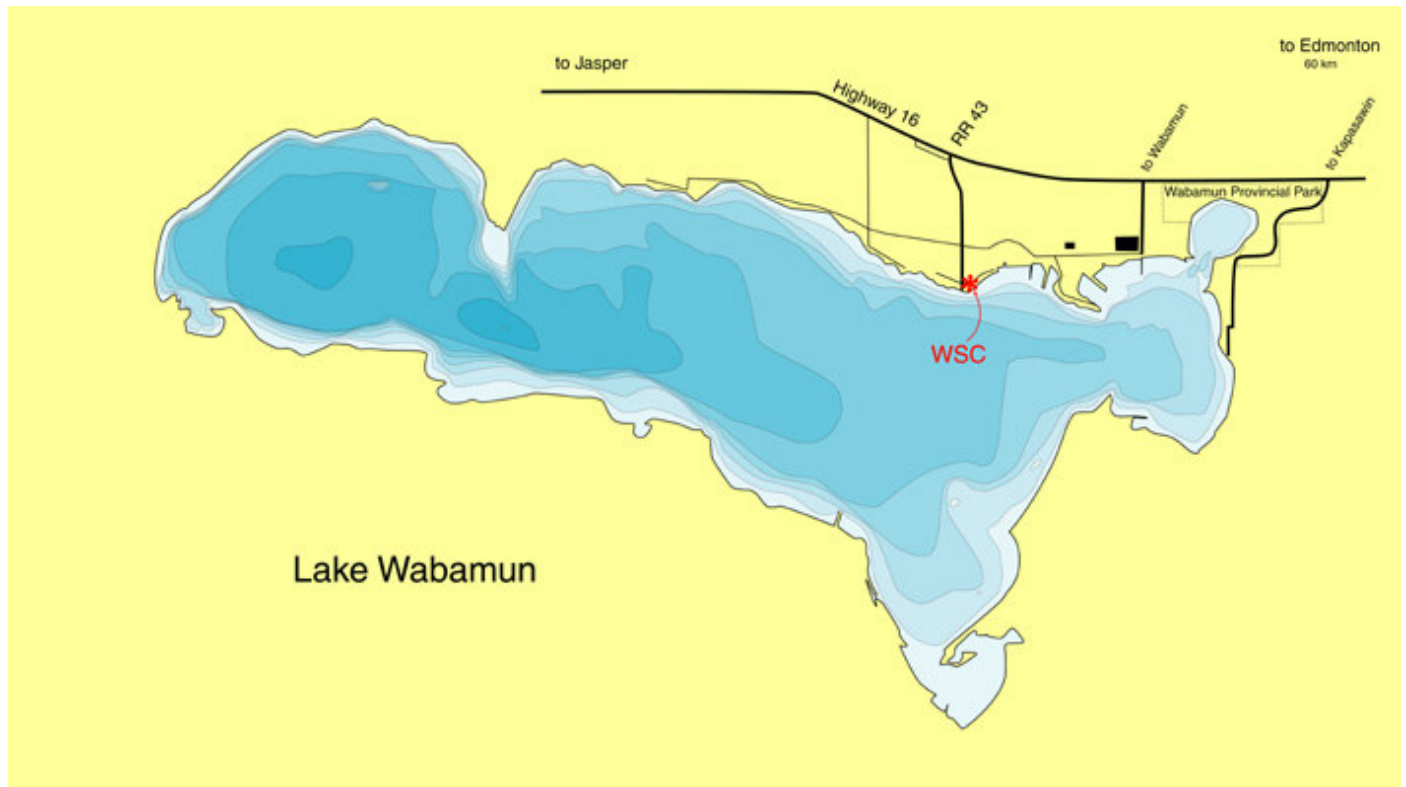 to Edmonton
60 km
to Jasper
Highway 16
RR 43
to Wabamun
to Kapasawin
Wabamun Provincial Park
WSC
Lake Wabamun